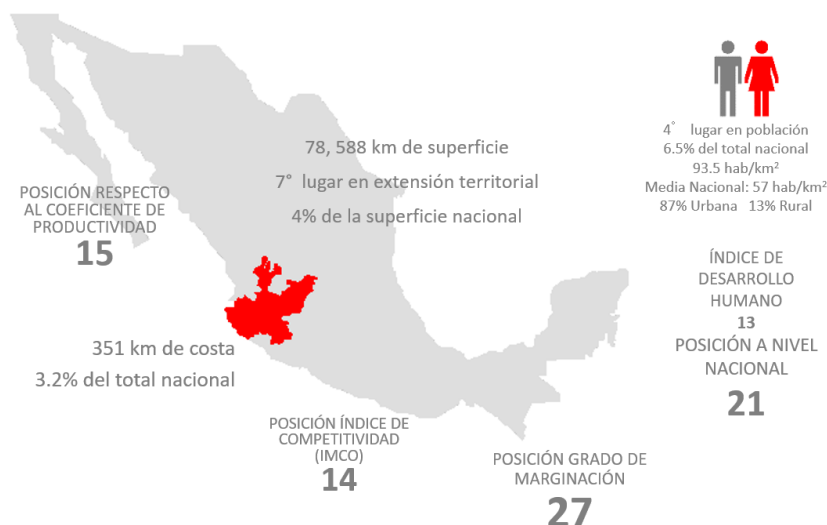 4° lugar en población
6.5% del total nacional
93.5 hab/km²
Media Nacional: 57 hab/km²
87% Urbana 13% Rural
78, 588 km de superficie
7° lugar en extensión territorial
4% de la superficie nacional
POSICIÓN RESPECTO
AL COEFICIENTE DE
PRODUCTIVIDAD
15
ÍNDICE DE
DESARROLLO
HUMANO
13
POSICIÓN A NIVEL
NACIONAL
21
351 km de costa
3.2% del total nacional
POSICIÓN ÍNDICE DE
COMPETITIVIDAD
(IMCO)
14
POSICIÓN GRADO DE
MARGINACIÓN
27